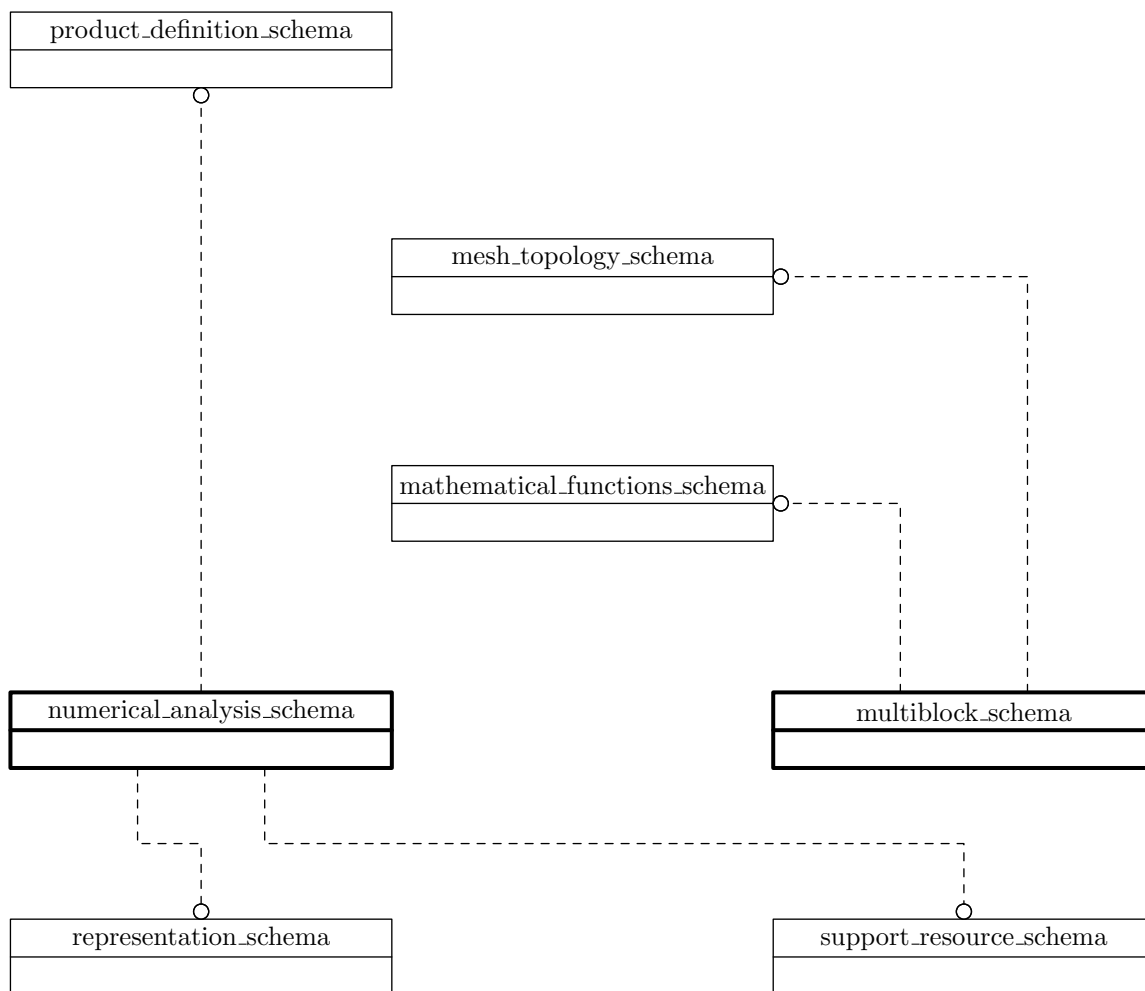 product_definition_schema
mesh_topology_schema
mathematical_functions_schema
numerical_analysis_schema
multiblock_schema
representation_schema
support_resource_schema